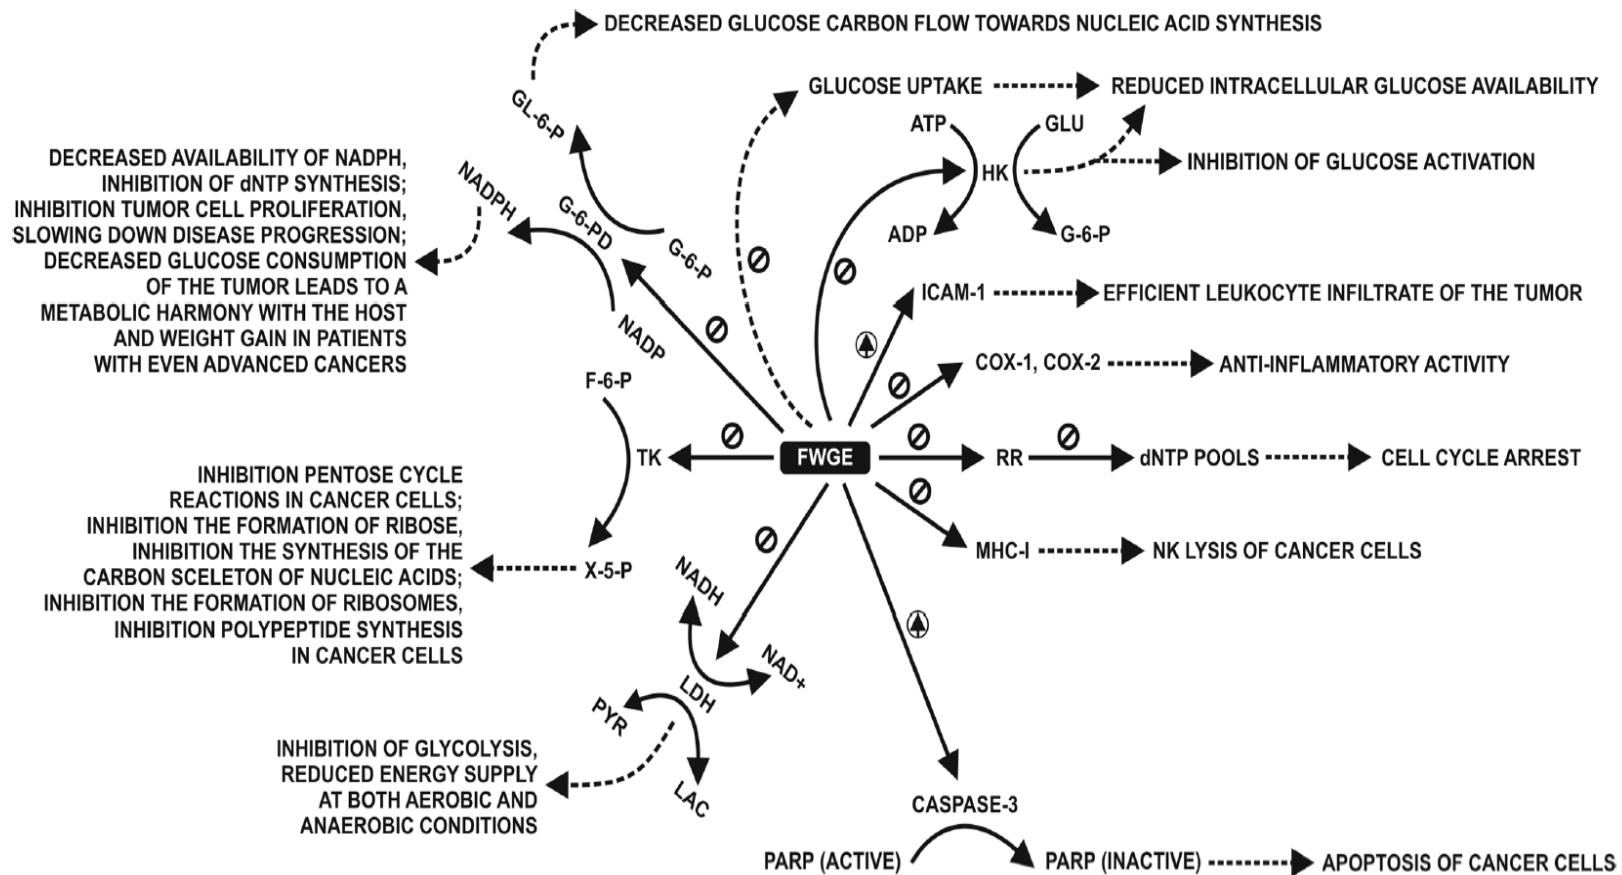 DECREASED GLUCOSE CARBON FLOW TOWARDS NUCLEIC ACID SYNTHESIS
GLUCOSE UPTAKE
REDUCED INTRACELLULAR GLUCOSE AVAILABILITY
GL-6-P
ATP
GLU
HK
INHIBITION OF GLUCOSE ACTIVATION
ADP
G-6-P
DECREASED AVAILABILITY OF NADPH,
INHIBITION OF dNTP SYNTHESIS;
INHIBITION TUMOR CELL PROLIFERATION,
SLOWING DOWN DISEASE PROGRESSION;
DECREASED GLUCOSE CONSUMPTION
OF THE TUMOR LEADS TO A
METABOLIC HARMONY WITH THE HOST
AND WEIGHT GAIN IN PATIENTS
WITH EVEN ADVANCED CANCERS
NADPH
G-6-PD
G-6-P
NADP
ICAM-1
EFFICIENT LEUKOCYTE INFILTRATE OF THE TUMOR
COX-1, COX-2
ANTI-INFLAMMATORY ACTIVITY
F-6-P
TK
FWGE
RR
dNTP POOLS
CELL CYCLE ARREST
INHIBITION PENTOSE CYCLE
REACTIONS IN CANCER CELLS;
INHIBITION THE FORMATION OF RIBOSE,
INHIBITION THE SYNTHESIS OF THE
CARBON SCELETON OF NUCLEIC ACIDS;
INHIBITION THE FORMATION OF RIBOSOMES,
INHIBITION POLYPEPTIDE SYNTHESIS
IN CANCER CELLS
X-5-P
MHC-I
NK LYSIS OF CANCER CELLS
NADH
NAD+
LDH
PYR
LAC
INHIBITION OF GLYCOLYSIS,
REDUCED ENERGY SUPPLY
AT BOTH AEROBIC AND
ANAEROBIC CONDITIONS
CASPASE-3
PARP (ACTIVE)
PARP (INACTIVE)
APOPTOSIS OF CANCER CELLS